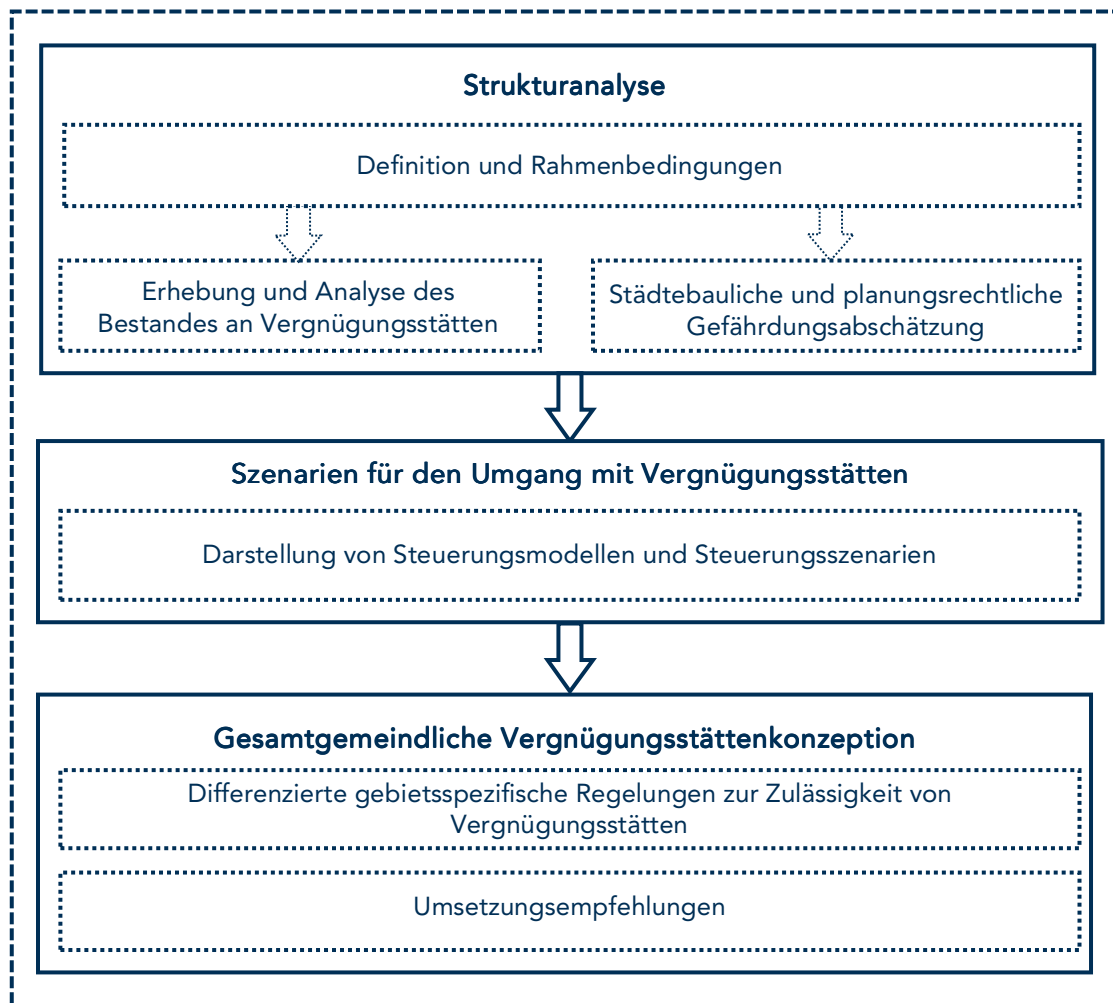 Strukturanalyse
Definition und Rahmenbedingungen
Erhebung und Analyse des
Bestandes an Vergnügungsstätten
Städtebauliche und planungsrechtliche
Gefährdungsabschätzung
Szenarien für den Umgang mit Vergnügungsstätten
Darstellung von Steuerungsmodellen und Steuerungsszenarien
Gesamtgemeindliche Vergnügungsstättenkonzeption
Differenzierte gebietsspezifische Regelungen zur Zulässigkeit von
Vergnügungsstätten
Umsetzungsempfehlungen